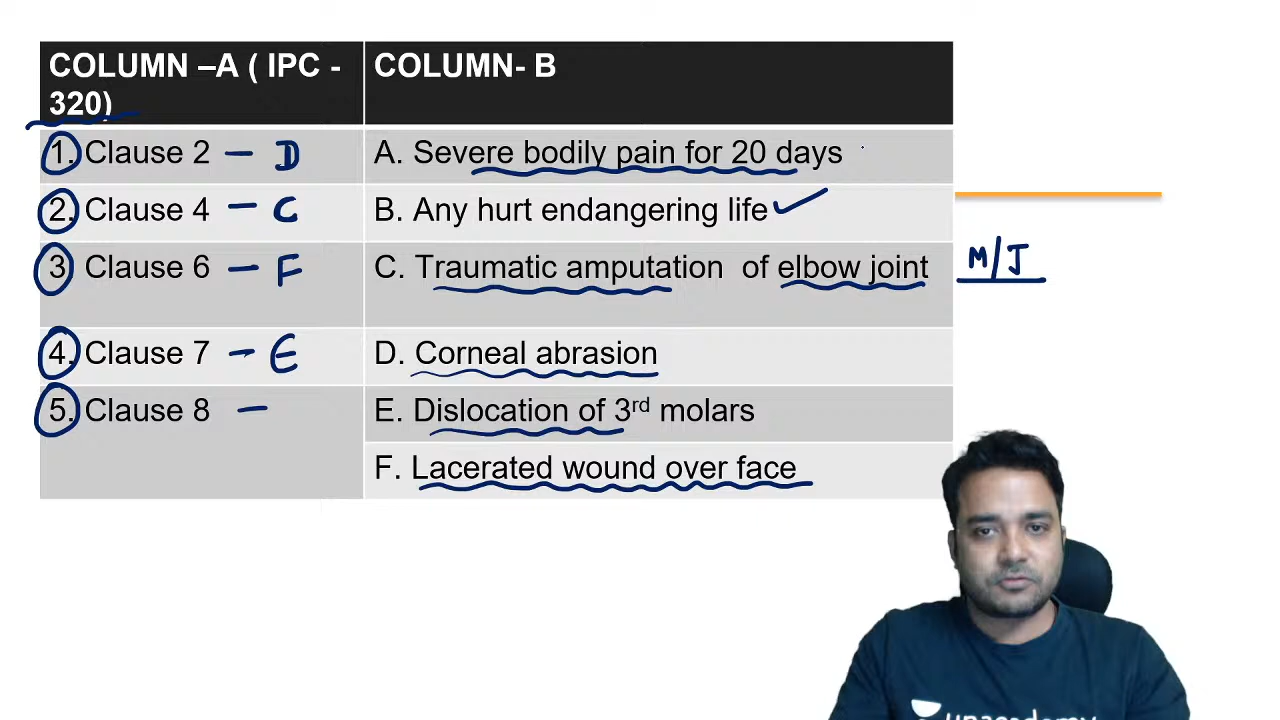 COLUMN –A ( IPC -
320)
COLUMN- B
1. Clause 2 – D
A. Severe bodily pain for 20 days
2. Clause 4 – C
B. Any hurt endangering life ✓
3. Clause 6 – F
C. Traumatic amputation of elbow joint
M/J
4. Clause 7 – E
D. Corneal abrasion
5. Clause 8 –
E. Dislocation of 3rd molars
F. Lacerated wound over face
unacademy